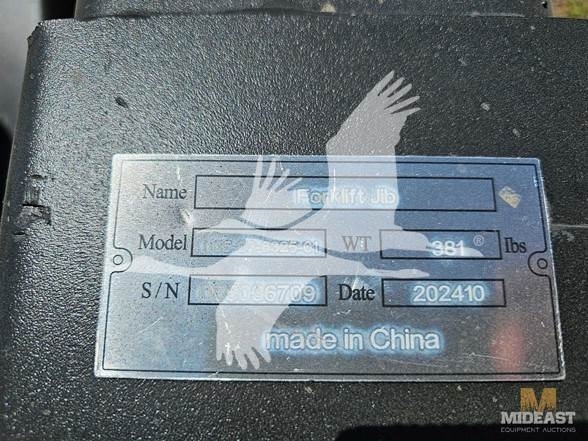 Name Forklift Jib
Model WT 381 ® lbs
S/N Date 202410
made in China
M
MIDEAST
EQUIPMENT AUCTIONS